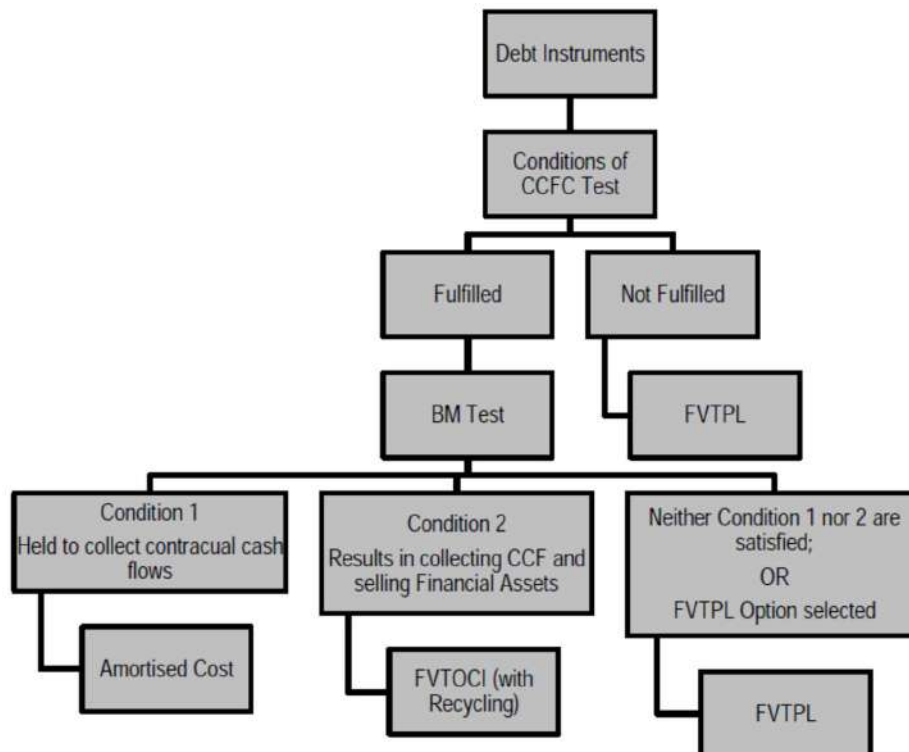 Debt Instruments
Conditions of
CCFC Test
Fulfilled
Not Fulfilled
BM Test
FVTPL
Condition 1
Held to collect contracual cash
flows
Condition 2
Results in collecting CCF and
selling Financial Assets
Neither Condition 1 nor 2 are
satisfied;
OR
FVTPL Option selected
Amortised Cost
FVTOCI (with
Recycling)
FVTPL